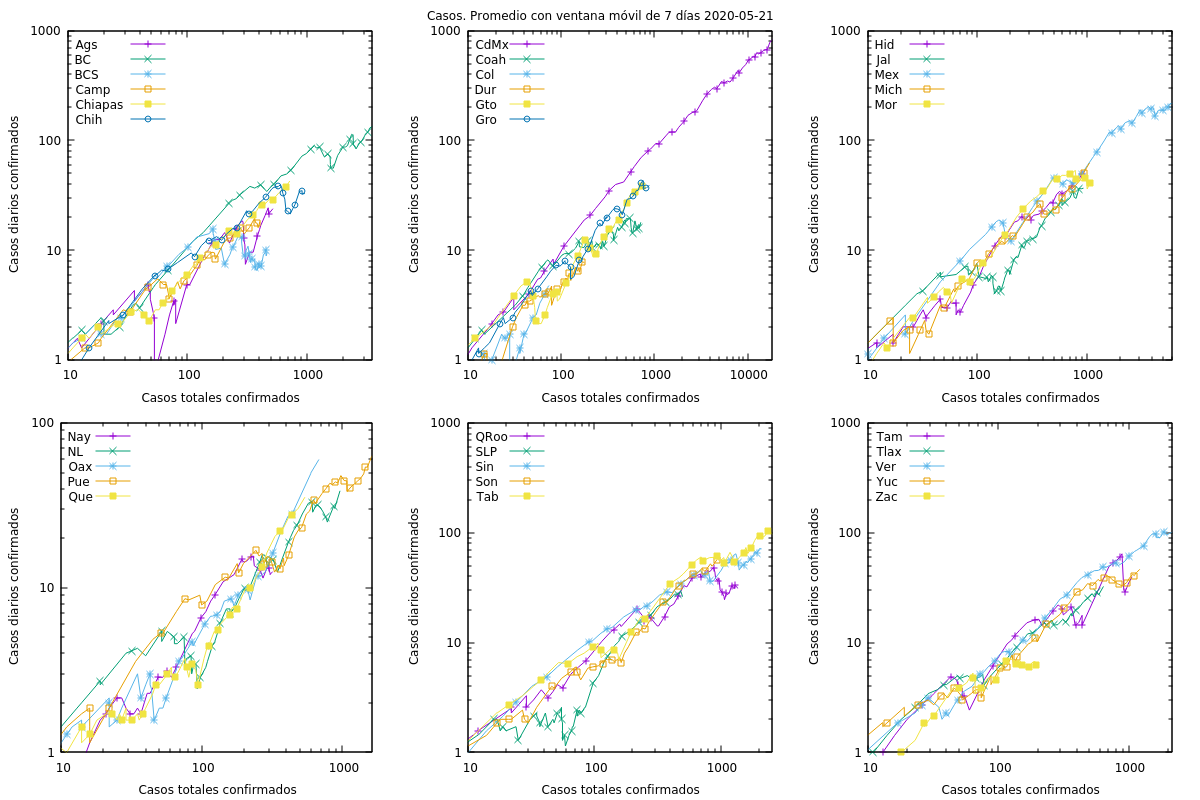 Casos. Promedio con ventana móvil de 7 días 2020-05-21
1000
100
10
1
10
100
1000
Casos diarios confirmados
Casos totales confirmados
Ags
BC
BCS
Camp
Chiapas
Chih
1000
100
10
1
10
100
1000
10000
Casos diarios confirmados
Casos totales confirmados
CdMx
Coah
Col
Dur
Gto
Gro
1000
100
10
1
10
100
1000
Casos diarios confirmados
Casos totales confirmados
Hid
Jal
Mex
Mich
Mor
100
10
1
10
100
1000
Casos diarios confirmados
Casos totales confirmados
Nay
NL
Oax
Pue
Que
1000
100
10
1
10
100
1000
Casos diarios confirmados
Casos totales confirmados
QRoo
SLP
Sin
Son
Tab
1000
100
10
1
10
100
1000
Casos diarios confirmados
Casos totales confirmados
Tam
Tlax
Ver
Yuc
Zac